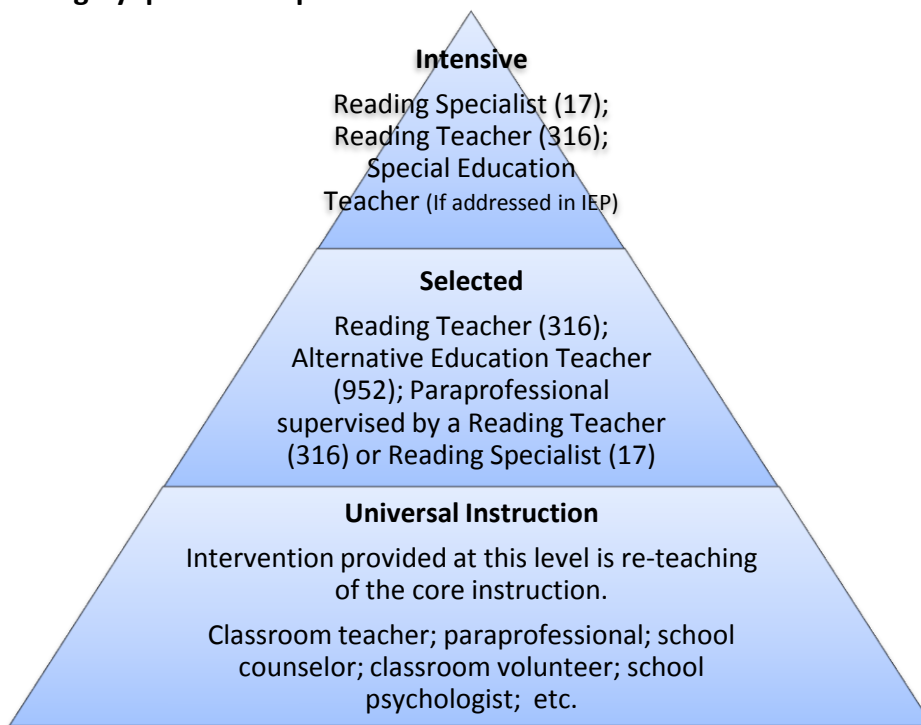 Intensive
Reading Specialist (17);
Reading Teacher (316);
Special Education
Teacher (If addressed in IEP)
Selected
Reading Teacher (316);
Alternative Education Teacher
(952); Paraprofessional
supervised by a Reading Teacher
(316) or Reading Specialist (17)
Universal Instruction
Intervention provided at this level is re-teaching
of the core instruction.
Classroom teacher; paraprofessional; school
counselor; classroom volunteer; school
psychologist; etc.